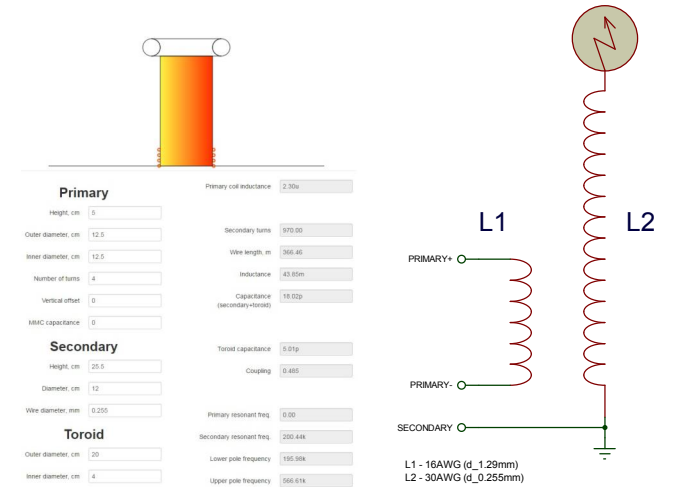 Primary
Height, cm 5
Outer diameter, cm 12.5
Inner diameter, cm 12.5
Number of turns 4
Vertical offset 0
MMC capacitance 0
Secondary
Height, cm 25.5
Diameter, cm 12
Wire diameter, mm 0.255
Toroid
Outer diameter, cm 20
Inner diameter, cm 4
Primary coil inductance 2.30u
Secondary turns 970.00
Wire length, m 366.46
Inductance 43.85m
Capacitance 18.02p
(secondary+toroid)
Toroid capacitance 5.01p
Coupling 0.485
Primary resonant freq. 0.00
Secondary resonant freq. 200.44k
Lower pole frequency 195.98k
Upper pole frequency 566.61k
L1
L2
PRIMARY+
PRIMARY-
SECONDARY
L1 - 16AWG (d_1.29mm)
L2 - 30AWG (d_0.255mm)